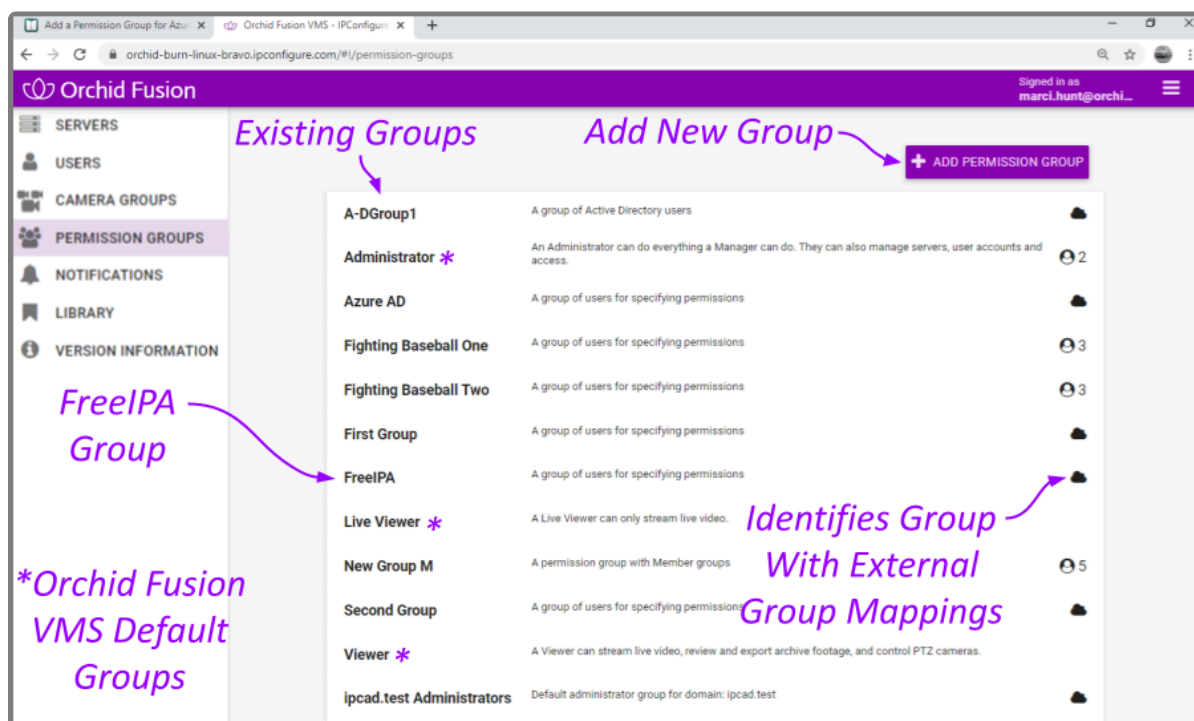 Add a Permission Group for Azur
Orchid Fusion VMS - IPConfigure
orchid-burn-linux-bravo.ipconfigure.com/#!/permission-groups
Orchid Fusion
Signed in as
marci.hunt@orchi...
SERVERS
USERS
CAMERA GROUPS
PERMISSION GROUPS
NOTIFICATIONS
LIBRARY
VERSION INFORMATION
Existing Groups
Add New Group
+ ADD PERMISSION GROUP
A-DGroup1 A group of Active Directory users
Administrator * An Administrator can do everything a Manager can do. They can also manage servers, user accounts and
access. 2
Azure AD A group of users for specifying permissions
Fighting Baseball One A group of users for specifying permissions 3
Fighting Baseball Two A group of users for specifying permissions 3
First Group A group of users for specifying permissions
FreeIPA A group of users for specifying permissions
Live Viewer * A Live Viewer can only stream live video.
New Group M A permission group with Member groups 5
Second Group A group of users for specifying permissions
Viewer * A Viewer can stream live video, review and export archive footage, and control PTZ cameras.
ipcad.test Administrators Default administrator group for domain: ipcad.test
FreeIPA
Group
Identifies Group
With External
Group Mappings
*Orchid Fusion
VMS Default
Groups